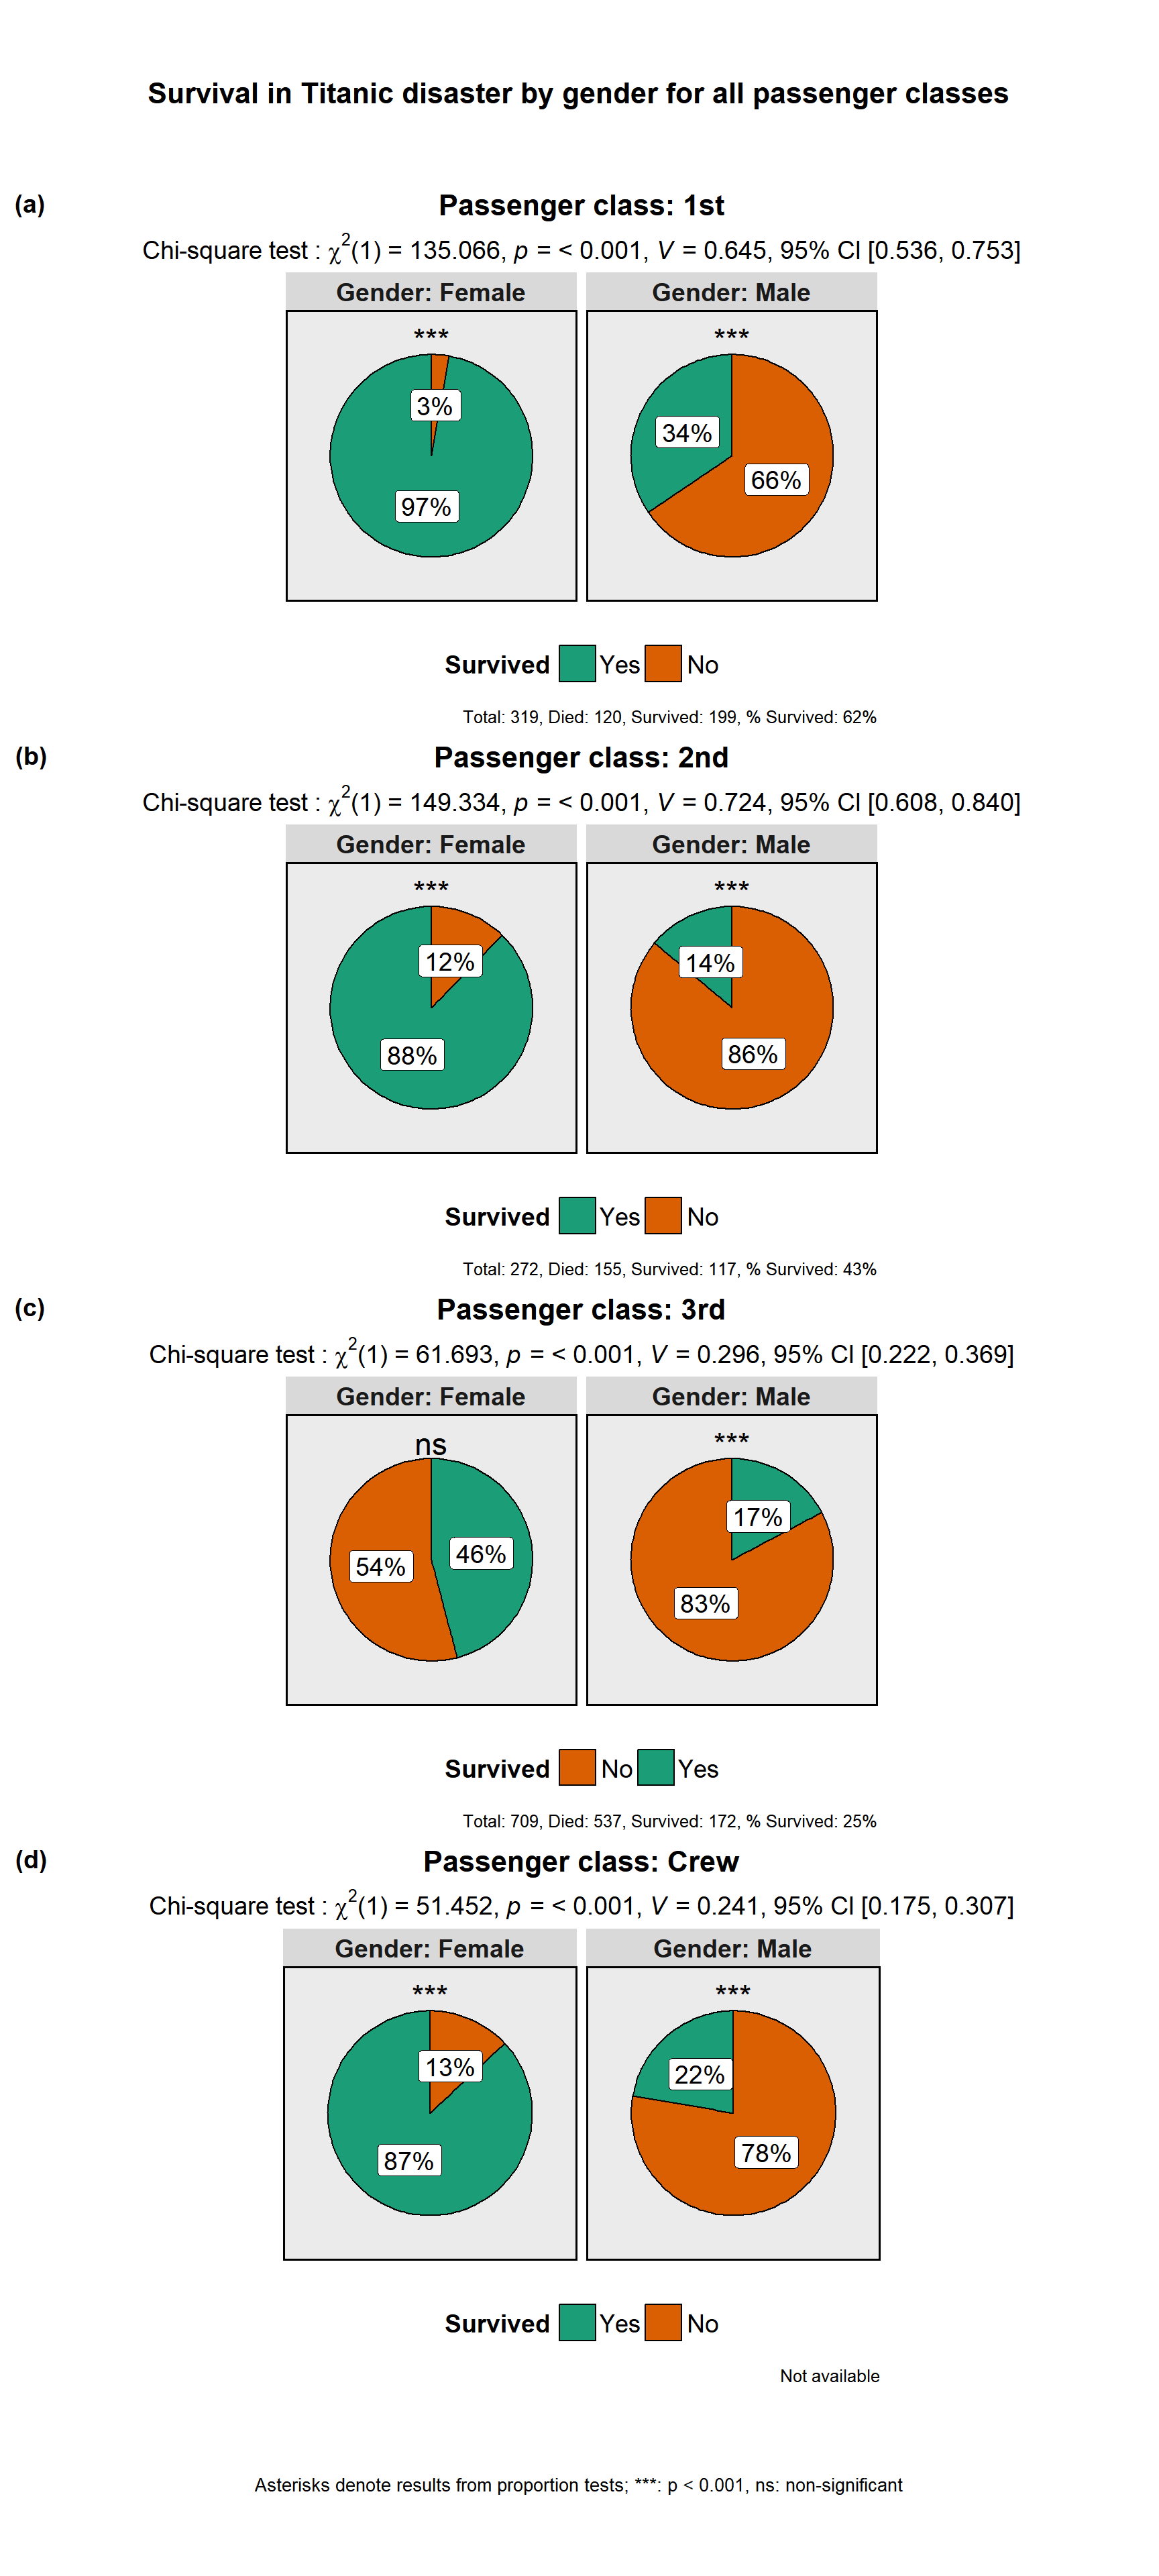 Survival in Titanic disaster by gender for all passenger classes
(a)
Passenger class: 1st
Chi-square test : χ2(1) = 135.066, p = < 0.001, V = 0.645, 95% CI [0.536, 0.753]
Gender: Female Gender: Male
*** ***
3%
34%
66%
97%
Survived Yes No
Total: 319, Died: 120, Survived: 199, % Survived: 62%
(b)
Passenger class: 2nd
Chi-square test : χ2(1) = 149.334, p = < 0.001, V = 0.724, 95% CI [0.608, 0.840]
Gender: Female Gender: Male
*** ***
12% 14%
88% 86%
Survived Yes No
Total: 272, Died: 155, Survived: 117, % Survived: 43%
(c)
Passenger class: 3rd
Chi-square test : χ2(1) = 61.693, p = < 0.001, V = 0.296, 95% CI [0.222, 0.369]
Gender: Female Gender: Male
ns ***
17%
54% 46%
83%
Survived No Yes
Total: 709, Died: 537, Survived: 172, % Survived: 25%
(d)
Passenger class: Crew
Chi-square test : χ2(1) = 51.452, p = < 0.001, V = 0.241, 95% CI [0.175, 0.307]
Gender: Female Gender: Male
*** ***
13% 22%
87% 78%
Survived Yes No
Not available
Asterisks denote results from proportion tests; ***: p < 0.001, ns: non-significant